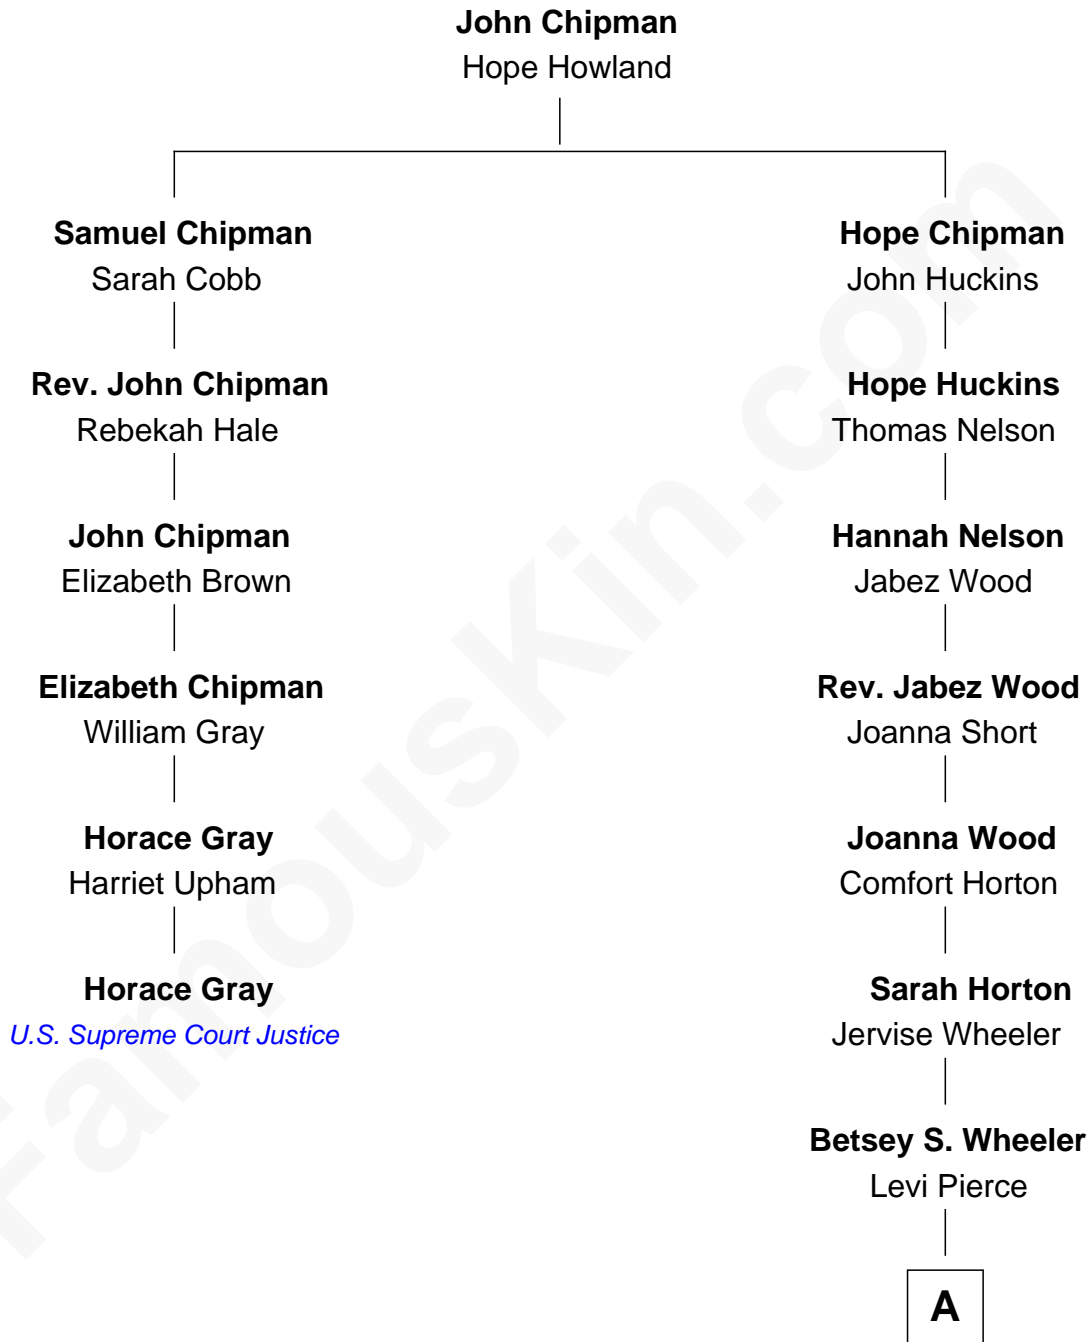 John Chipman
Hope Howland
Samuel Chipman
Sarah Cobb
Hope Chipman
John Huckins
Rev. John Chipman
Rebekah Hale
Hope Huckins
Thomas Nelson
John Chipman
Elizabeth Brown
Hannah Nelson
Jabez Wood
Elizabeth Chipman
William Gray
Rev. Jabez Wood
Joanna Short
Horace Gray
Harriet Upham
Joanna Wood
Comfort Horton
Horace Gray
U.S. Supreme Court Justice
Sarah Horton
Jervise Wheeler
Betsey S. Wheeler
Levi Pierce
A
FamousKin.com